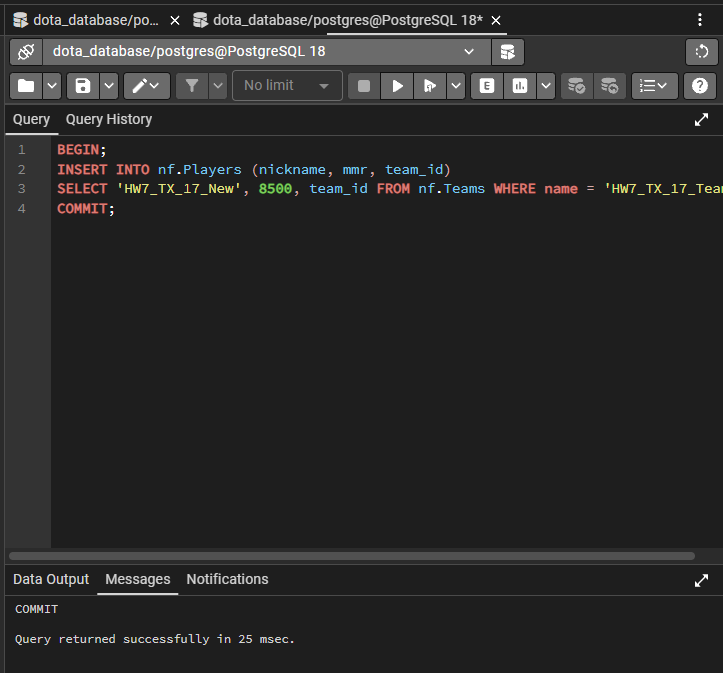 dota_database/po... dota_database/postgres@PostgreSQL 18*
dota_database/postgres@PostgreSQL 18
No limit E
Query Query History
1 BEGIN;
2 INSERT INTO nf.Players (nickname, mmr, team_id)
3 SELECT 'HW7_TX_17_New', 8500, team_id FROM nf.Teams WHERE name = 'HW7_TX_17_Tea
4 COMMIT;
Data Output Messages Notifications
COMMIT
Query returned successfully in 25 msec.